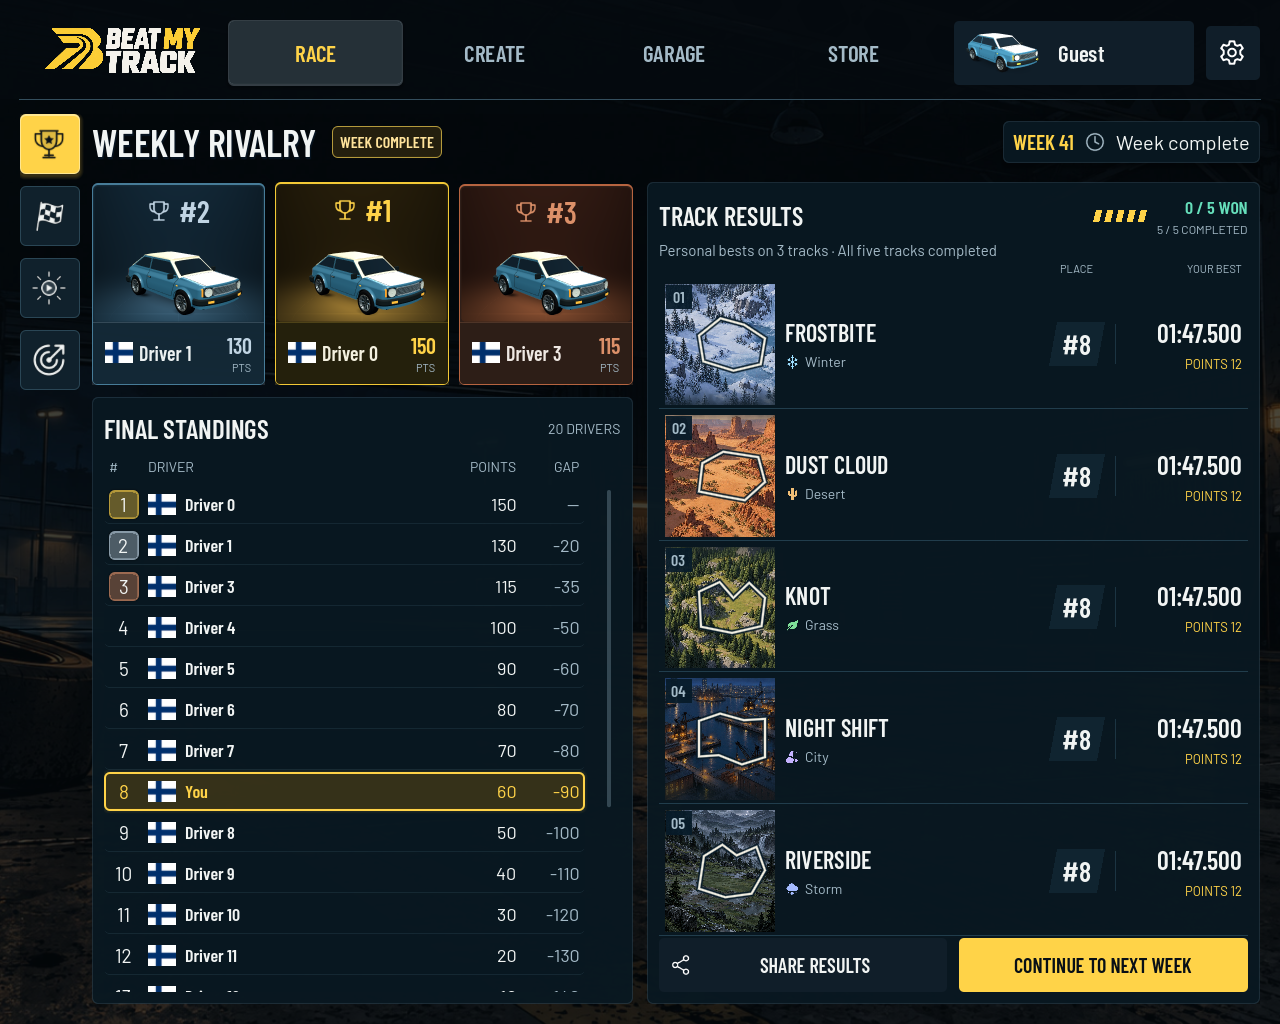 BEAT MY
TRACK
RACE
CREATE
GARAGE
STORE
Guest
WEEKLY RIVALRY
WEEK COMPLETE
WEEK 41
Week complete
#2
Driver 1
130
PTS
#1
Driver 0
150
PTS
#3
Driver 3
115
PTS
FINAL STANDINGS
20 DRIVERS
# DRIVER POINTS GAP
1 Driver 0 150 —
2 Driver 1 130 -20
3 Driver 3 115 -35
4 Driver 4 100 -50
5 Driver 5 90 -60
6 Driver 6 80 -70
7 Driver 7 70 -80
8 You 60 -90
9 Driver 8 50 -100
10 Driver 9 40 -110
11 Driver 10 30 -120
12 Driver 11 20 -130
TRACK RESULTS
0 / 5 WON
5 / 5 COMPLETED
Personal bests on 3 tracks · All five tracks completed
PLACE YOUR BEST
01
FROSTBITE
Winter
#8
01:47.500
POINTS 12
02
DUST CLOUD
Desert
#8
01:47.500
POINTS 12
03
KNOT
Grass
#8
01:47.500
POINTS 12
04
NIGHT SHIFT
City
#8
01:47.500
POINTS 12
05
RIVERSIDE
Storm
#8
01:47.500
POINTS 12
SHARE RESULTS
CONTINUE TO NEXT WEEK